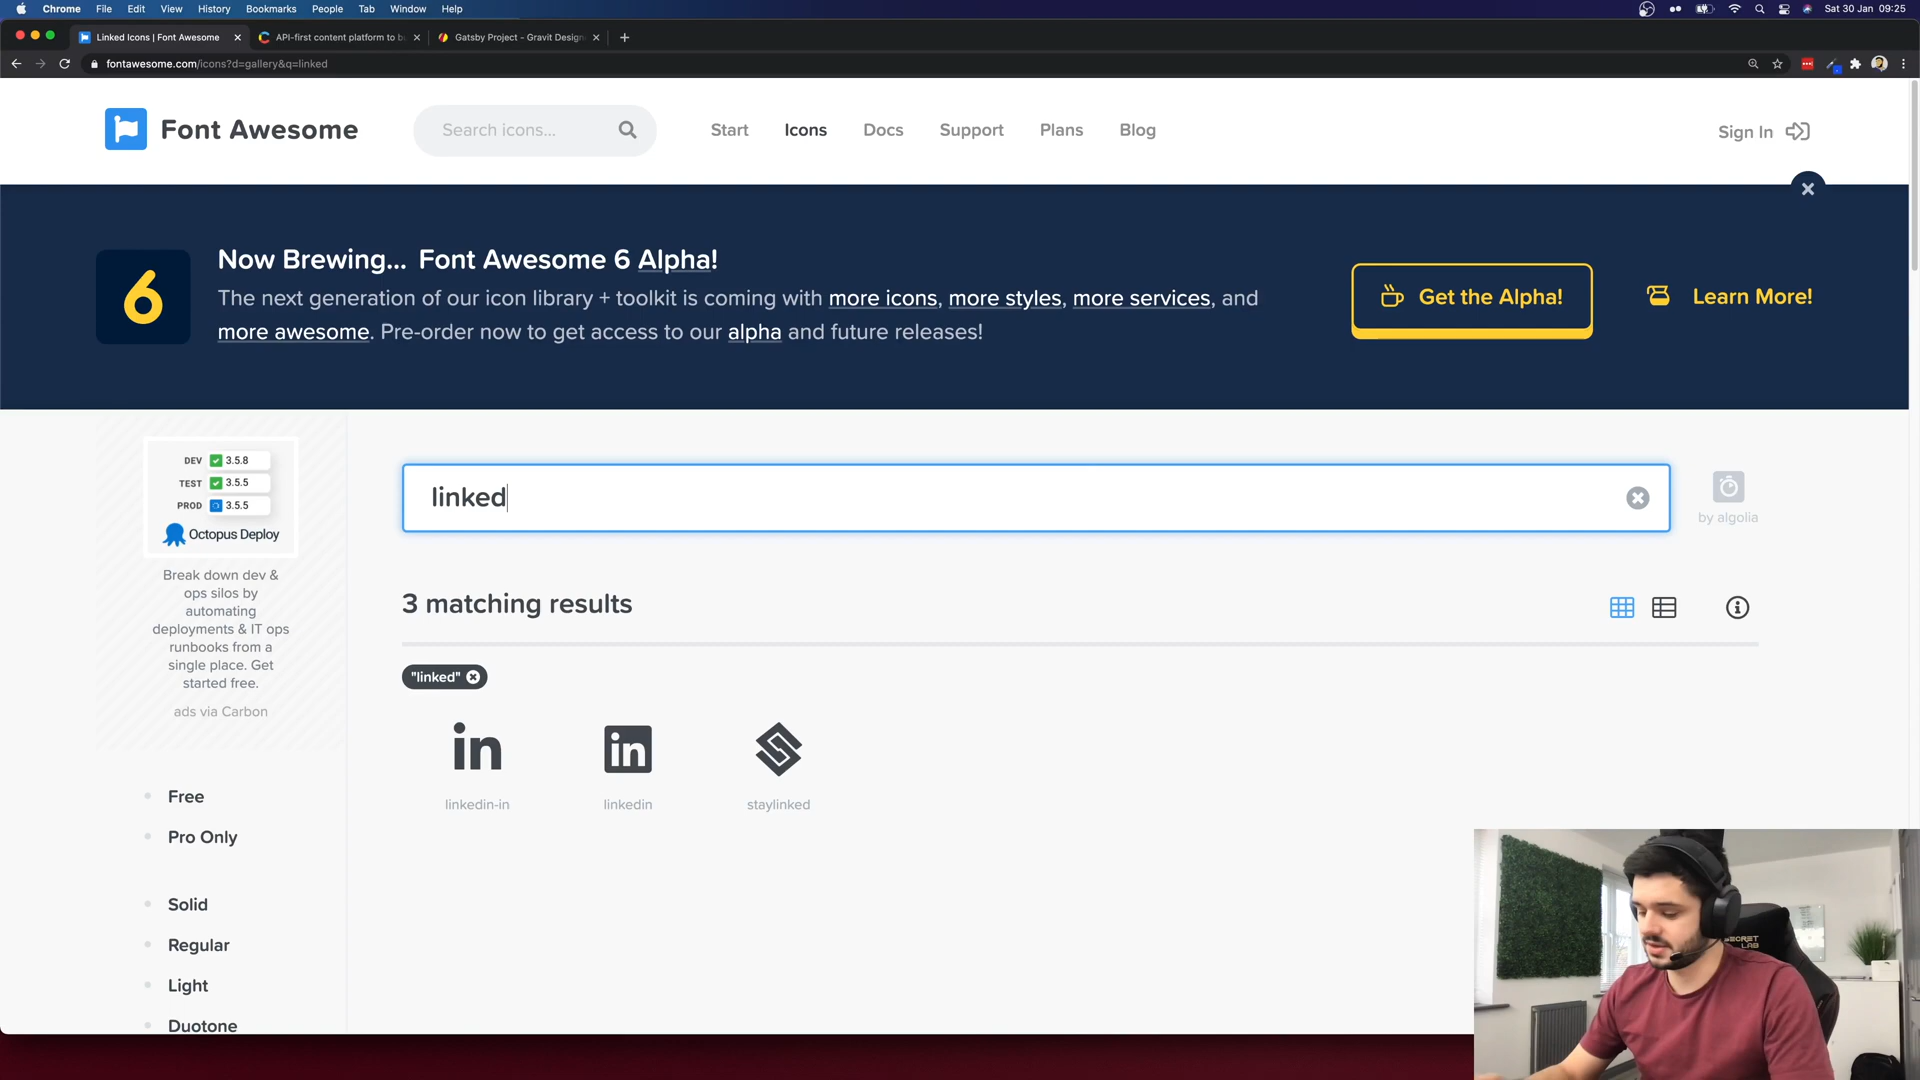 Chrome File Edit View History Bookmarks People Tab Window Help
Sat 30 Jan 09:25
Linked Icons | Font Awesome
API-first content platform to bu
Gatsby Project - Gravit Design
fontawesome.com/icons?d=gallery&q=linked
Font Awesome
Search icons...
Start
Icons
Docs
Support
Plans
Blog
Sign In
6
Now Brewing... Font Awesome 6 Alpha!
The next generation of our icon library + toolkit is coming with more icons, more styles, more services, and
more awesome. Pre-order now to get access to our alpha and future releases!
Get the Alpha!
Learn More!
DEV 3.5.8
TEST 3.5.5
PROD 3.5.5
Octopus Deploy
Break down dev &
ops silos by
automating
deployments & IT ops
runbooks from a
single place. Get
started free.
ads via Carbon
linked
by algolia
3 matching results
"linked"
in
in
linkedin-in
linkedin
staylinked
Free
Pro Only
Solid
Regular
Light
Duotone
SECRET
LAB